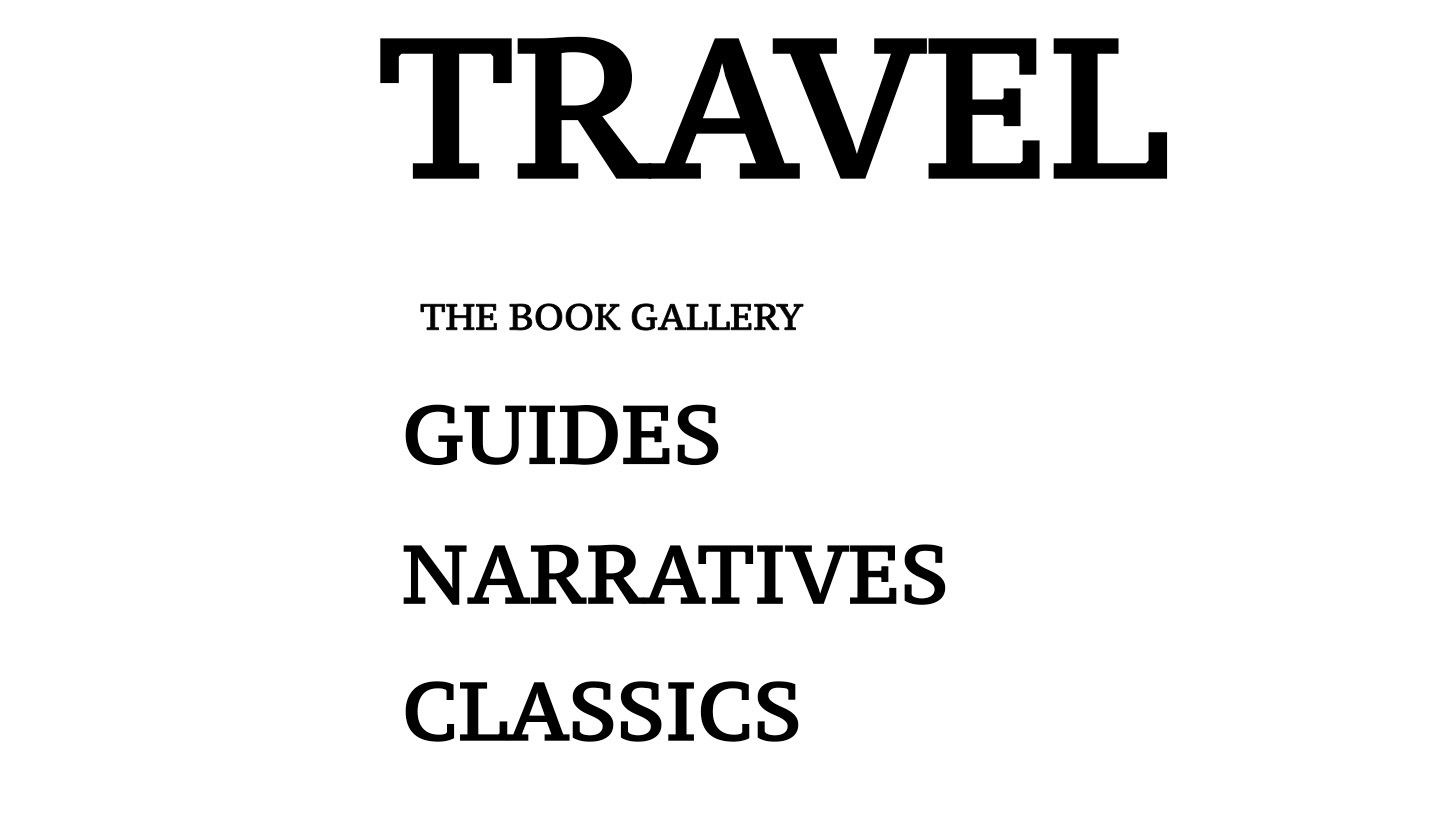 TRAVEL
THE BOOK GALLERY
GUIDES
NARRATIVES
CLASSICS